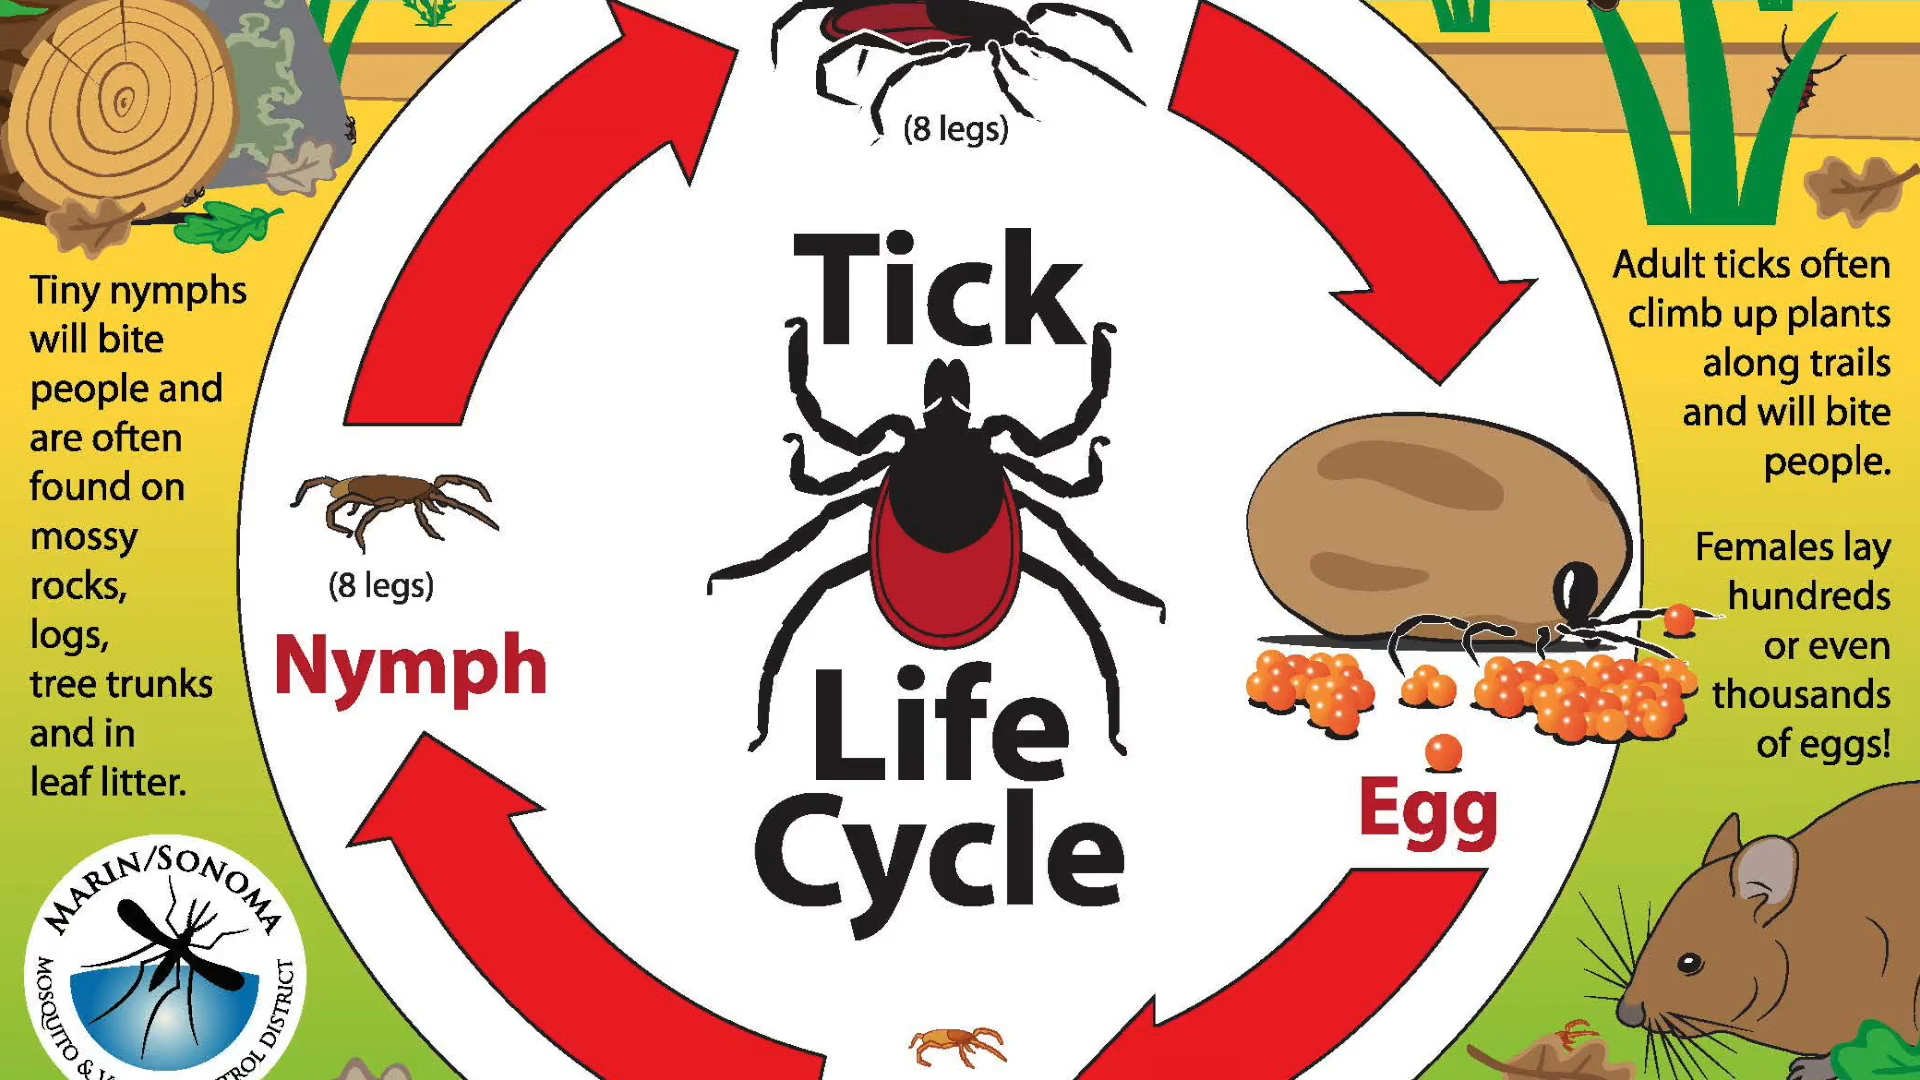 (8 legs)
Tick
Life
Cycle
Tiny nymphs
will bite
people and
are often
found on
mossy
rocks,
logs,
tree trunks
and in
leaf litter.
(8 legs)
Nymph
Adult ticks often
climb up plants
along trails
and will bite
people.
Females lay
hundreds
or even
thousands
of eggs!
Egg
MARIN/SONOMA
MOSQUITO & DISTRICT